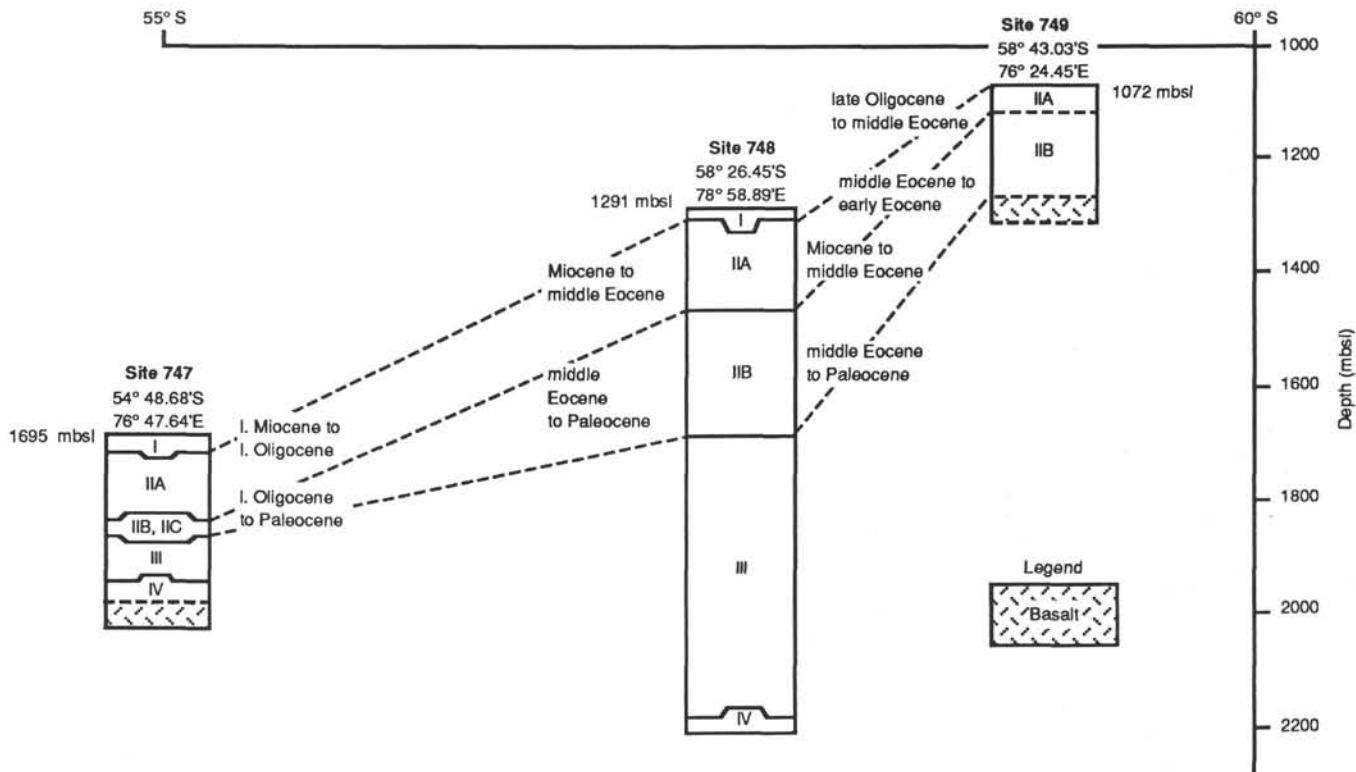 55° S
60° S
Site 749
58° 43.03'S
76° 24.45'E
1072 mbsl
IIA
IIB
late Oligocene
to middle Eocene
middle Eocene to
early Eocene
Miocene to
middle Eocene
middle Eocene
to Paleocene
Site 748
58° 26.45'S
78° 58.89'E
1291 mbsl
I
IIA
IIB
III
IV
Miocene to
middle Eocene
middle
Eocene
to Paleocene
Site 747
54° 48.68'S
76° 47.64'E
1695 mbsl
I
IIA
IIB, IIC
III
IV
l. Miocene to
l. Oligocene
l. Oligocene
to Paleocene
Legend
Basalt
1000
1200
1400
1600
1800
2000
2200
Depth (mbsl)